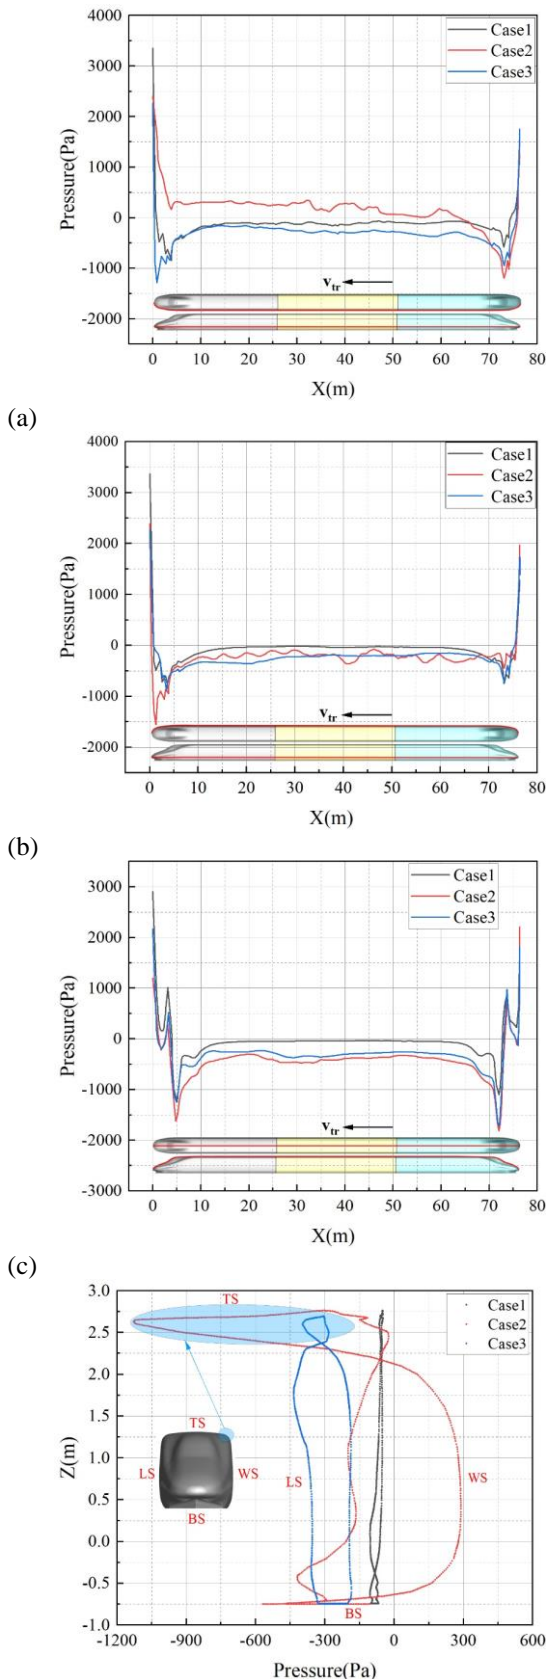 4000
3000
2000
1000
0
-1000
-2000
Pressure(Pa)
Case1
Case2
Case3
v_tr
0 10 20 30 40 50 60 70 80
X(m)
(a)
4000
3000
2000
1000
0
-1000
-2000
Pressure(Pa)
Case1
Case2
Case3
v_tr
0 10 20 30 40 50 60 70 80
X(m)
(b)
3000
2000
1000
0
-1000
-2000
-3000
Pressure(Pa)
Case1
Case2
Case3
v_tr
0 10 20 30 40 50 60 70 80
X(m)
(c)
3.0
2.5
2.0
1.5
1.0
0.5
0.0
-0.5
-1.0
Z(m)
TS
Case1
Case2
Case3
TS
LS WS
BS
LS
WS
BS
-1200 -900 -600 -300 0 300 600
Pressure(Pa)